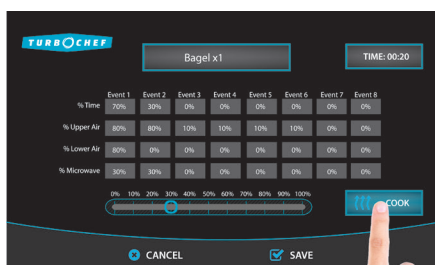 TURBOCHEF
Bagel x1
TIME: 00:20
Event 1 Event 2 Event 3 Event 4 Event 5 Event 6 Event 7 Event 8
% Time 70% 30% 0% 0% 0% 0% 0% 0%
% Upper Air 80% 80% 10% 10% 10% 10% 0% 0%
% Lower Air 80% 0% 0% 0% 0% 0% 0% 0%
% Microwave 30% 30% 0% 0% 0% 0% 0% 0%
0% 10% 20% 30% 40% 50% 60% 70% 80% 90% 100%
COOK
CANCEL
SAVE